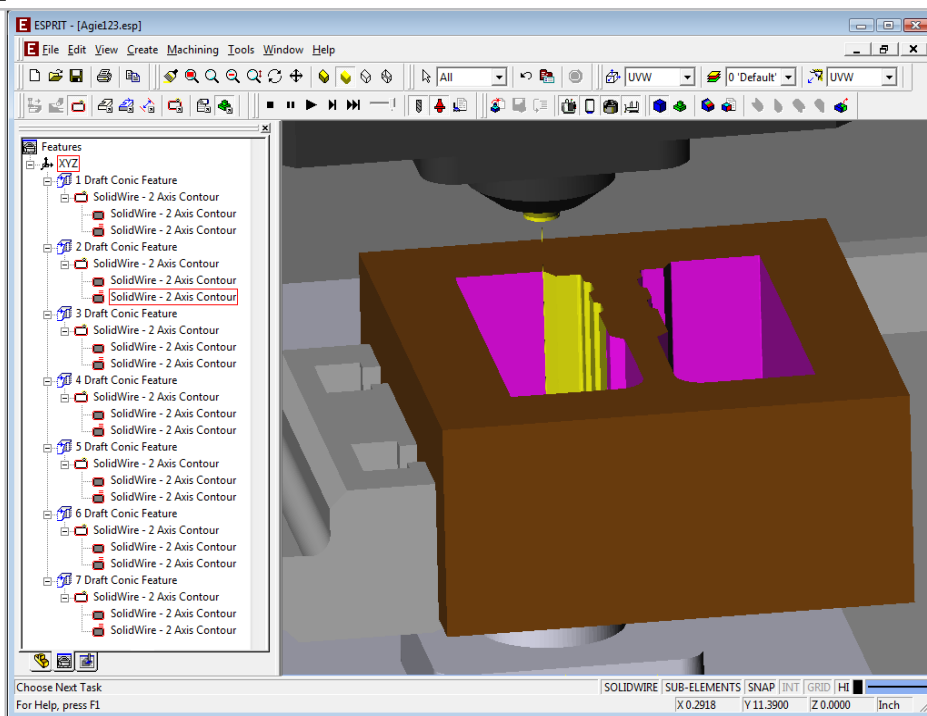 E ESPRIT - [Agie123.esp]
E File Edit View Create Machining Tools Window Help
All UVW 0 'Default' UVW
Features
XYZ
1 Draft Conic Feature
SolidWire - 2 Axis Contour
SolidWire - 2 Axis Contour
SolidWire - 2 Axis Contour
2 Draft Conic Feature
SolidWire - 2 Axis Contour
SolidWire - 2 Axis Contour
SolidWire - 2 Axis Contour
3 Draft Conic Feature
SolidWire - 2 Axis Contour
SolidWire - 2 Axis Contour
SolidWire - 2 Axis Contour
4 Draft Conic Feature
SolidWire - 2 Axis Contour
SolidWire - 2 Axis Contour
SolidWire - 2 Axis Contour
5 Draft Conic Feature
SolidWire - 2 Axis Contour
SolidWire - 2 Axis Contour
SolidWire - 2 Axis Contour
6 Draft Conic Feature
SolidWire - 2 Axis Contour
SolidWire - 2 Axis Contour
SolidWire - 2 Axis Contour
7 Draft Conic Feature
SolidWire - 2 Axis Contour
SolidWire - 2 Axis Contour
SolidWire - 2 Axis Contour
Choose Next Task SOLIDWIRE SUB-ELEMENTS SNAP INT GRID HI
For Help, press F1 X 0.2918 Y 11.3900 Z 0.0000 Inch